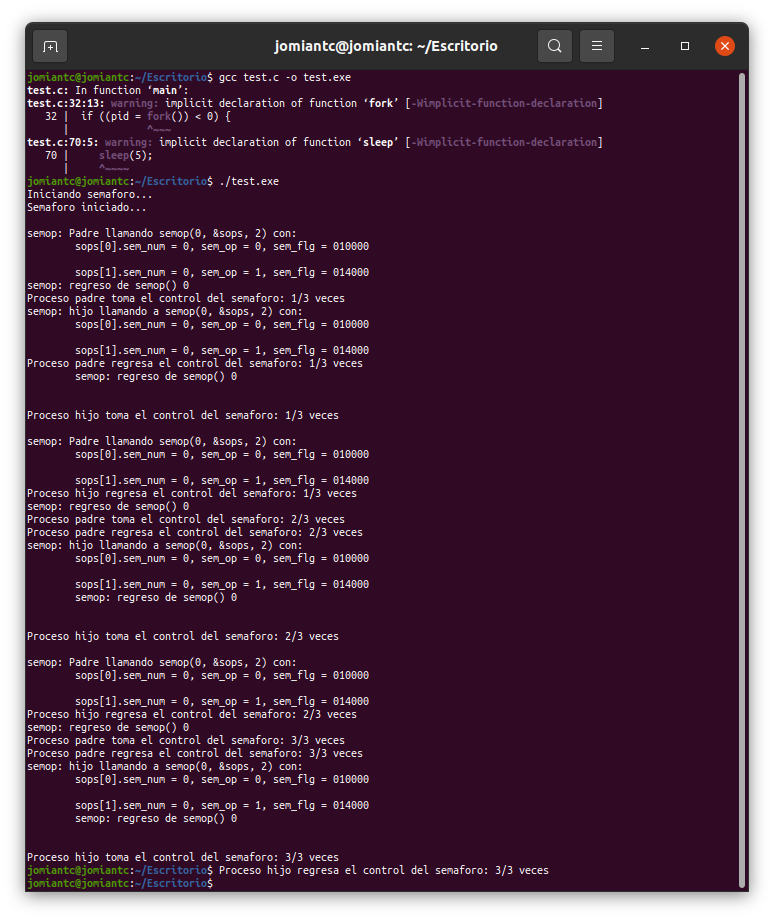 jomiantc@jomiantc: ~/Escritorio
jomiantc@jomiantc:~/Escritorio$ gcc test.c -o test.exe
test.c: In function ‘main’:
test.c:32:13: warning: implicit declaration of function ‘fork’ [-Wimplicit-function-declaration]
   32 |  if ((pid = fork()) < 0) {
      |             ^~~~
test.c:70:5: warning: implicit declaration of function ‘sleep’ [-Wimplicit-function-declaration]
   70 |     sleep(5);
      |     ^~~~~
jomiantc@jomiantc:~/Escritorio$ ./test.exe
Iniciando semaforo...
Semaforo iniciado...

semop: Padre llamando semop(0, &sops, 2) con:
        sops[0].sem_num = 0, sem_op = 0, sem_flg = 010000

        sops[1].sem_num = 0, sem_op = 1, sem_flg = 014000
semop: regreso de semop() 0
Proceso padre toma el control del semaforo: 1/3 veces
semop: hijo llamando a semop(0, &sops, 2) con:
        sops[0].sem_num = 0, sem_op = 0, sem_flg = 010000

        sops[1].sem_num = 0, sem_op = 1, sem_flg = 014000
Proceso padre regresa el control del semaforo: 1/3 veces
        semop: regreso de semop() 0


Proceso hijo toma el control del semaforo: 1/3 veces

semop: Padre llamando semop(0, &sops, 2) con:
        sops[0].sem_num = 0, sem_op = 0, sem_flg = 010000

        sops[1].sem_num = 0, sem_op = 1, sem_flg = 014000
Proceso hijo regresa el control del semaforo: 1/3 veces
semop: regreso de semop() 0
Proceso padre toma el control del semaforo: 2/3 veces
Proceso padre regresa el control del semaforo: 2/3 veces
semop: hijo llamando a semop(0, &sops, 2) con:
        sops[0].sem_num = 0, sem_op = 0, sem_flg = 010000

        sops[1].sem_num = 0, sem_op = 1, sem_flg = 014000
        semop: regreso de semop() 0


Proceso hijo toma el control del semaforo: 2/3 veces

semop: Padre llamando semop(0, &sops, 2) con:
        sops[0].sem_num = 0, sem_op = 0, sem_flg = 010000

        sops[1].sem_num = 0, sem_op = 1, sem_flg = 014000
Proceso hijo regresa el control del semaforo: 2/3 veces
semop: regreso de semop() 0
Proceso padre toma el control del semaforo: 3/3 veces
Proceso padre regresa el control del semaforo: 3/3 veces
semop: hijo llamando a semop(0, &sops, 2) con:
        sops[0].sem_num = 0, sem_op = 0, sem_flg = 010000

        sops[1].sem_num = 0, sem_op = 1, sem_flg = 014000
        semop: regreso de semop() 0


Proceso hijo toma el control del semaforo: 3/3 veces
jomiantc@jomiantc:~/Escritorio$ Proceso hijo regresa el control del semaforo: 3/3 veces
jomiantc@jomiantc:~/Escritorio$